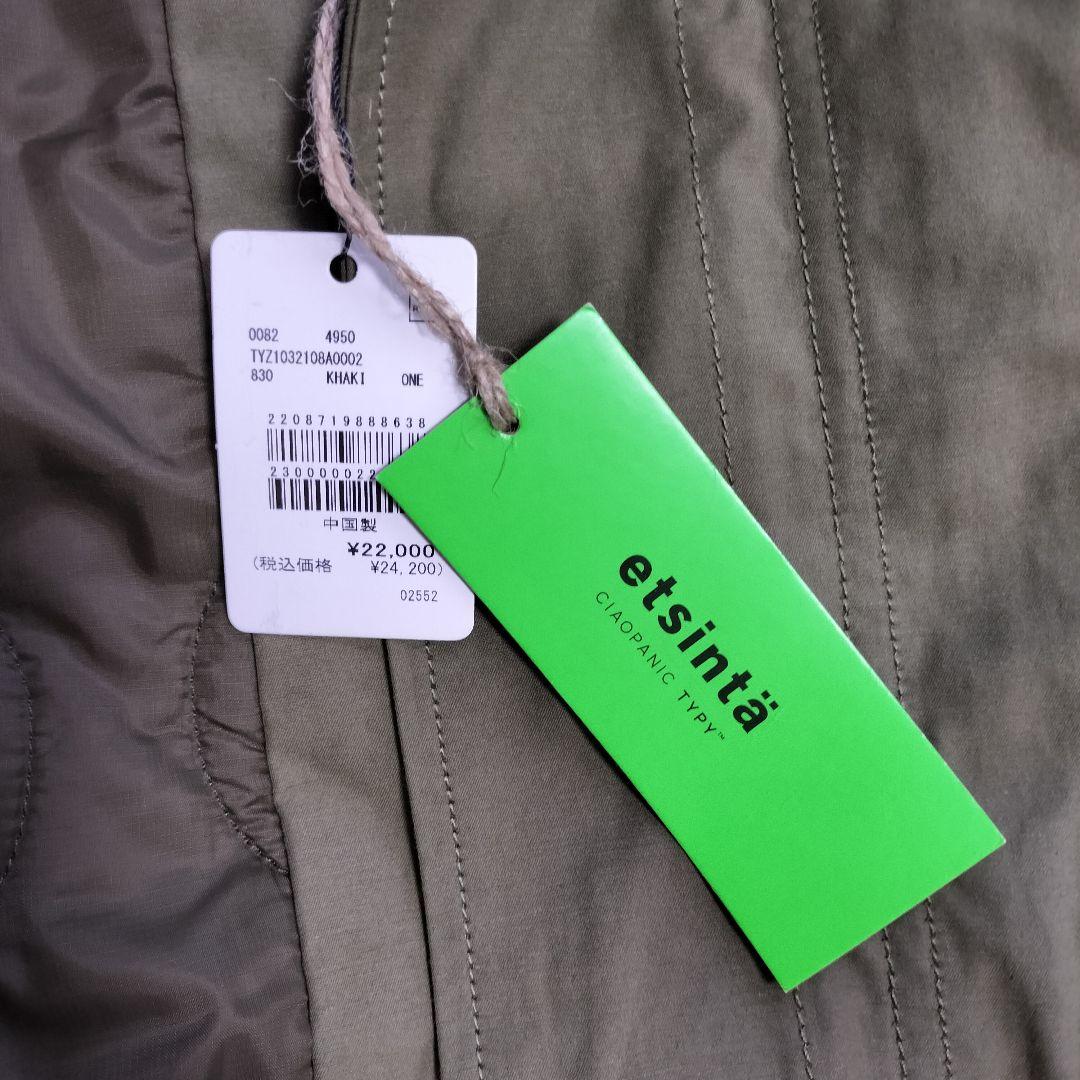 0082 4950
TYZ1032108A0002
830 KHAKI ONE
2208719888638
230000022
中国製
¥22,000
(税込価格 ¥24,200)
02552
etsintä
CIAOPANIC TYPY™